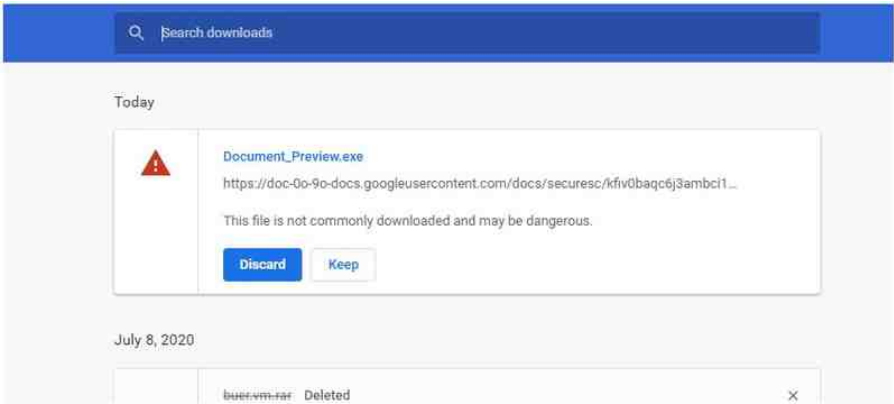 Search downloads
Today
Document_Preview.exe
https://doc-0o-9o-docs.googleusercontent.com/docs/securesc/kfiv0baqc6j3ambci1...
This file is not commonly downloaded and may be dangerous.
Discard Keep
July 8, 2020
buer.vm.rar Deleted